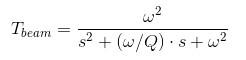 T_{beam} = \frac{\omega^2}{s^2 + (\omega/Q) \cdot s + \omega^2}